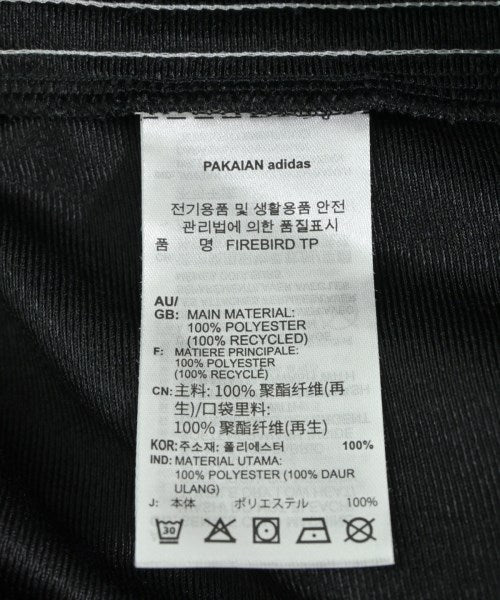 PAKAIAN adidas
전기용품 및 생활용품 안전
관리법에 의한 품질표시
품 명 FIREBIRD TP
AU/
GB: MAIN MATERIAL:
100% POLYESTER
(100% RECYCLED)
F: MATIERE PRINCIPALE:
100% POLYESTER
(100% RECYCLÉ)
CN: 主料: 100% 聚酯纤维(再
生)/口袋里料:
100% 聚酯纤维(再生)
KOR: 주소재: 폴리에스터 100%
IND: MATERIAL UTAMA:
100% POLYESTER (100% DAUR
ULANG)
J: 本体 ポリエステル 100%
30